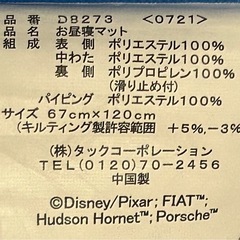 品番 DB273 <0721>
品名 お昼寝マット
組成 表側 ポリエステル100%
中わた ポリエステル100%
裏側 ポリプロピレン100%
(滑り止め付)
パイピング ポリエステル100%
サイズ 67cm×120cm
(キルティング製許容範囲 +5%,-3%
(株)タックコーポレーション
TEL(0120)70-2456
中国製
©Disney/Pixar; FIAT™;
Hudson Hornet™; Porsche™